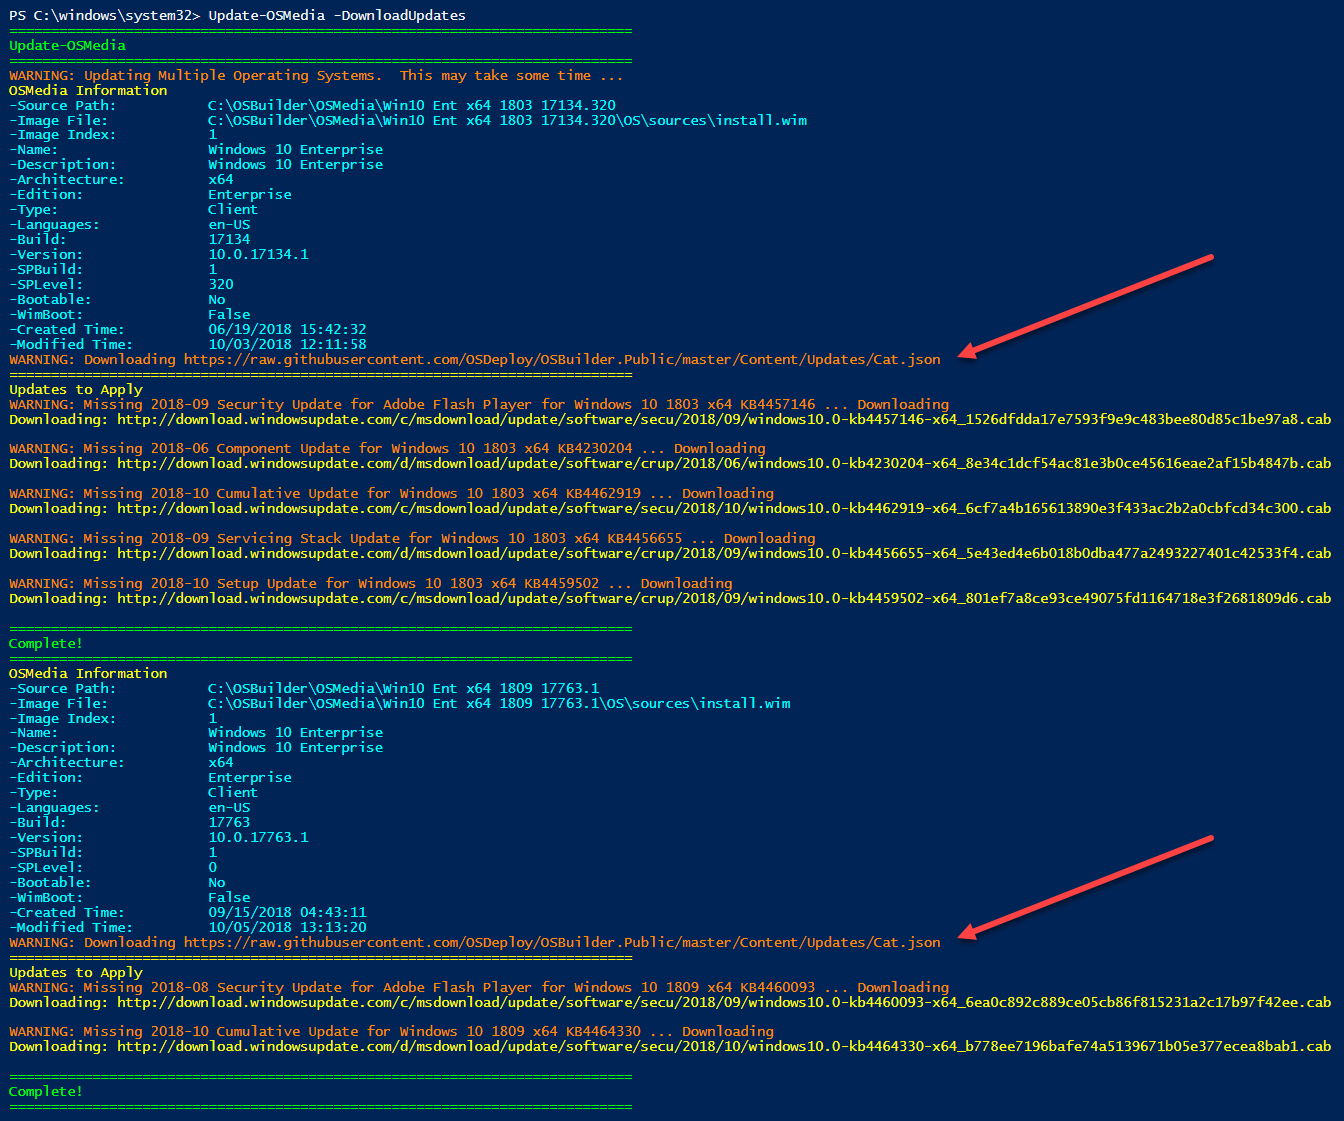 PS C:\windows\system32> Update-OSMedia -DownloadUpdates
===========================================================================
Update-OSMedia
===========================================================================
WARNING: Updating Multiple Operating Systems.  This may take some time ...
OSMedia Information
-Source Path:           C:\OSBuilder\OSMedia\Win10 Ent x64 1803 17134.320
-Image File:            C:\OSBuilder\OSMedia\Win10 Ent x64 1803 17134.320\OS\sources\install.wim
-Image Index:           1
-Name:                  Windows 10 Enterprise
-Description:           Windows 10 Enterprise
-Architecture:          x64
-Edition:               Enterprise
-Type:                  Client
-Languages:             en-US
-Build:                 17134
-Version:               10.0.17134.1
-SPBuild:               1
-SPLevel:               320
-Bootable:              No
-WimBoot:               False
-Created Time:          06/19/2018 15:42:32
-Modified Time:         10/03/2018 12:11:58
WARNING: Downloading https://raw.githubusercontent.com/OSDeploy/OSBuilder.Public/master/Content/Updates/Cat.json
===========================================================================
Updates to Apply
WARNING: Missing 2018-09 Security Update for Adobe Flash Player for Windows 10 1803 x64 KB4457146 ... Downloading
Downloading: http://download.windowsupdate.com/c/msdownload/update/software/secu/2018/09/windows10.0-kb4457146-x64_1526dfdda17e7593f9e9c483bee80d85c1be97a8.cab
WARNING: Missing 2018-06 Component Update for Windows 10 1803 x64 KB4230204 ... Downloading
Downloading: http://download.windowsupdate.com/d/msdownload/update/software/crup/2018/06/windows10.0-kb4230204-x64_8e34c1dcf54ac81e3b0ce45616eae2af15b4847b.cab
WARNING: Missing 2018-10 Cumulative Update for Windows 10 1803 x64 KB4462919 ... Downloading
Downloading: http://download.windowsupdate.com/c/msdownload/update/software/secu/2018/10/windows10.0-kb4462919-x64_6cf7a4b165613890e3f433ac2b2a0cbfcd34c300.cab
WARNING: Missing 2018-09 Servicing Stack Update for Windows 10 1803 x64 KB4456655 ... Downloading
Downloading: http://download.windowsupdate.com/d/msdownload/update/software/crup/2018/09/windows10.0-kb4456655-x64_5e43ed4e6b018b0dba477a2493227401c42533f4.cab
WARNING: Missing 2018-10 Setup Update for Windows 10 1803 x64 KB4459502 ... Downloading
Downloading: http://download.windowsupdate.com/c/msdownload/update/software/crup/2018/09/windows10.0-kb4459502-x64_801ef7a8ce93ce49075fd1164718e3f2681809d6.cab
===========================================================================
Complete!
===========================================================================
OSMedia Information
-Source Path:           C:\OSBuilder\OSMedia\Win10 Ent x64 1809 17763.1
-Image File:            C:\OSBuilder\OSMedia\Win10 Ent x64 1809 17763.1\OS\sources\install.wim
-Image Index:           1
-Name:                  Windows 10 Enterprise
-Description:           Windows 10 Enterprise
-Architecture:          x64
-Edition:               Enterprise
-Type:                  Client
-Languages:             en-US
-Build:                 17763
-Version:               10.0.17763.1
-SPBuild:               1
-SPLevel:               0
-Bootable:              No
-WimBoot:               False
-Created Time:          09/15/2018 04:43:11
-Modified Time:         10/05/2018 13:13:20
WARNING: Downloading https://raw.githubusercontent.com/OSDeploy/OSBuilder.Public/master/Content/Updates/Cat.json
===========================================================================
Updates to Apply
WARNING: Missing 2018-08 Security Update for Adobe Flash Player for Windows 10 1809 x64 KB4460093 ... Downloading
Downloading: http://download.windowsupdate.com/c/msdownload/update/software/secu/2018/09/windows10.0-kb4460093-x64_6ea0c892c889ce05cb86f815231a2c17b97f42ee.cab
WARNING: Missing 2018-10 Cumulative Update for Windows 10 1809 x64 KB4464330 ... Downloading
Downloading: http://download.windowsupdate.com/d/msdownload/update/software/secu/2018/10/windows10.0-kb4464330-x64_b778ee7196bafe74a5139671b05e377ecea8bab1.cab
===========================================================================
Complete!
===========================================================================